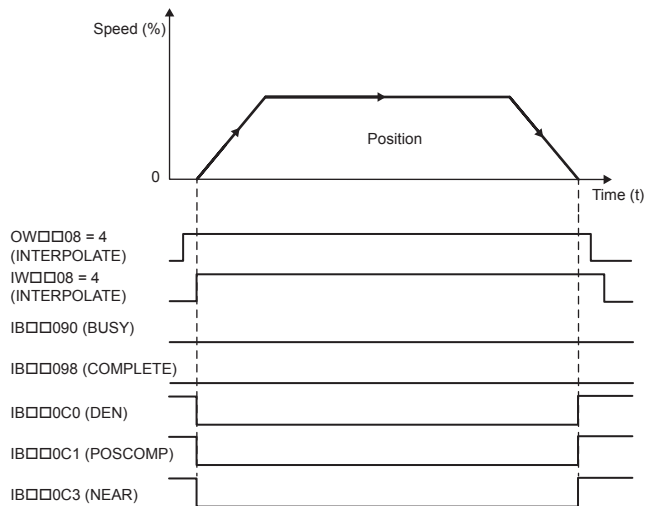 Speed (%)
Position
0
Time (t)
OW□□08 = 4
(INTERPOLATE)
IW□□08 = 4
(INTERPOLATE)
IB□□090 (BUSY)
IB□□098 (COMPLETE)
IB□□0C0 (DEN)
IB□□0C1 (POSCOMP)
IB□□0C3 (NEAR)